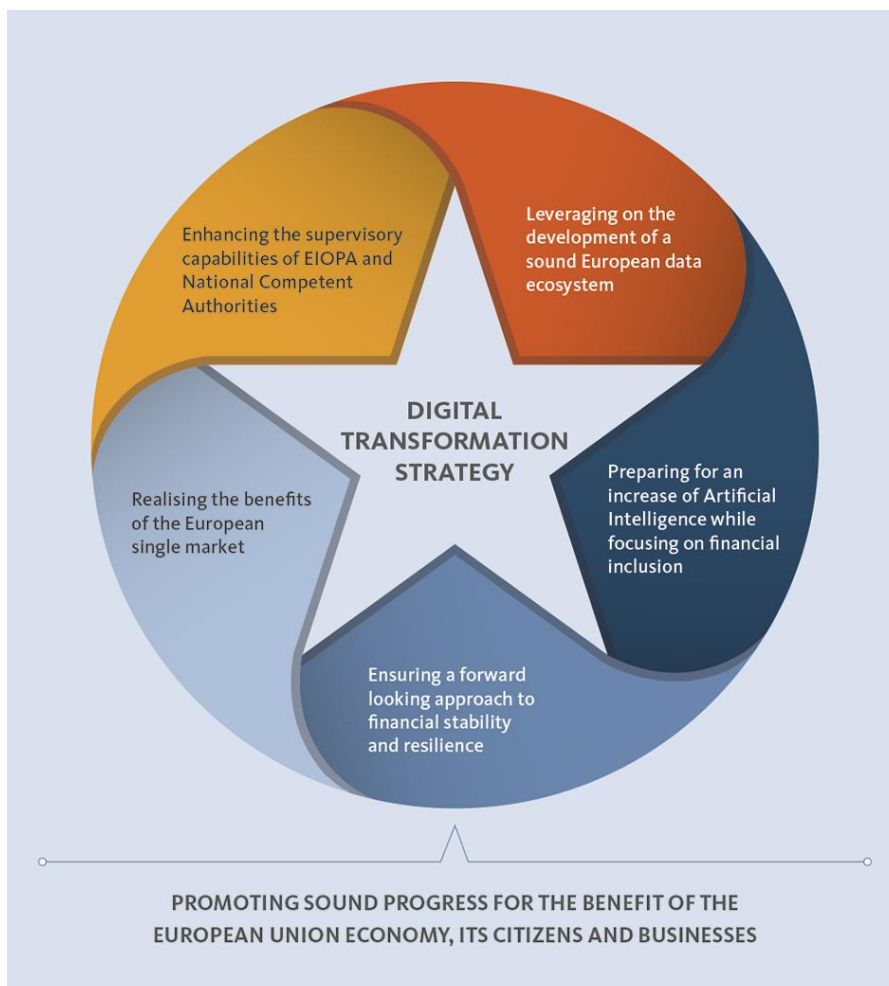 Enhancing the supervisory
capabilities of EIOPA and
National Competent
Authorities
Leveraging on the
development of a
sound European data
ecosystem
DIGITAL
TRANSFORMATION
STRATEGY
Realising the benefits
of the European
single market
Preparing for an
increase of Artificial
Intelligence while
focusing on financial
inclusion
Ensuring a forward
looking approach to
financial stability
and resilience
PROMOTING SOUND PROGRESS FOR THE BENEFIT OF THE
EUROPEAN UNION ECONOMY, ITS CITIZENS AND BUSINESSES